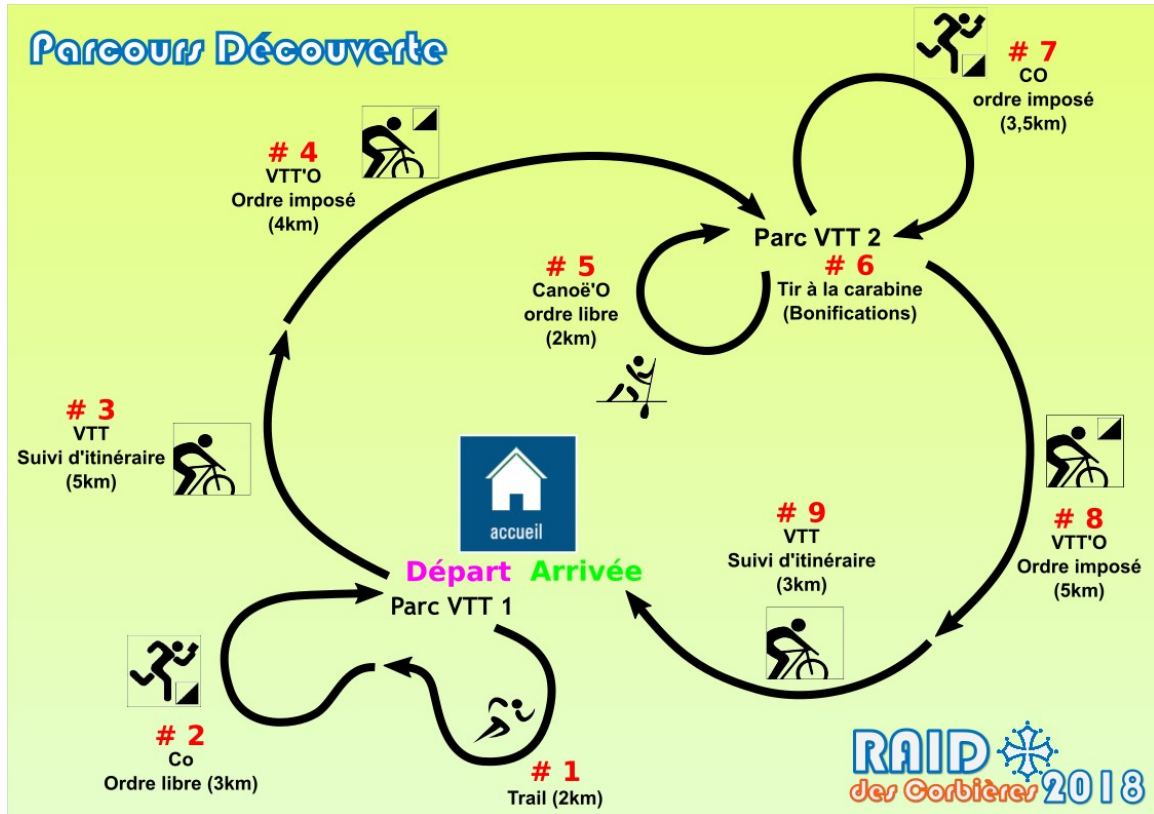 Parcours Découverte
# 1
Trail (2km)
# 2
Co
Ordre libre (3km)
# 3
VTT
Suivi d'itinéraire
(5km)
# 4
VTT'O
Ordre imposé
(4km)
# 5
Canoë'O
ordre libre
(2km)
Parc VTT 2
# 6
Tir à la carabine
(Bonifications)
# 7
CO
ordre imposé
(3,5km)
# 8
VTT'O
Ordre imposé
(5km)
# 9
VTT
Suivi d'itinéraire
(3km)
accueil
Départ Arrivée
Parc VTT 1
RAID
des Corbières 2018